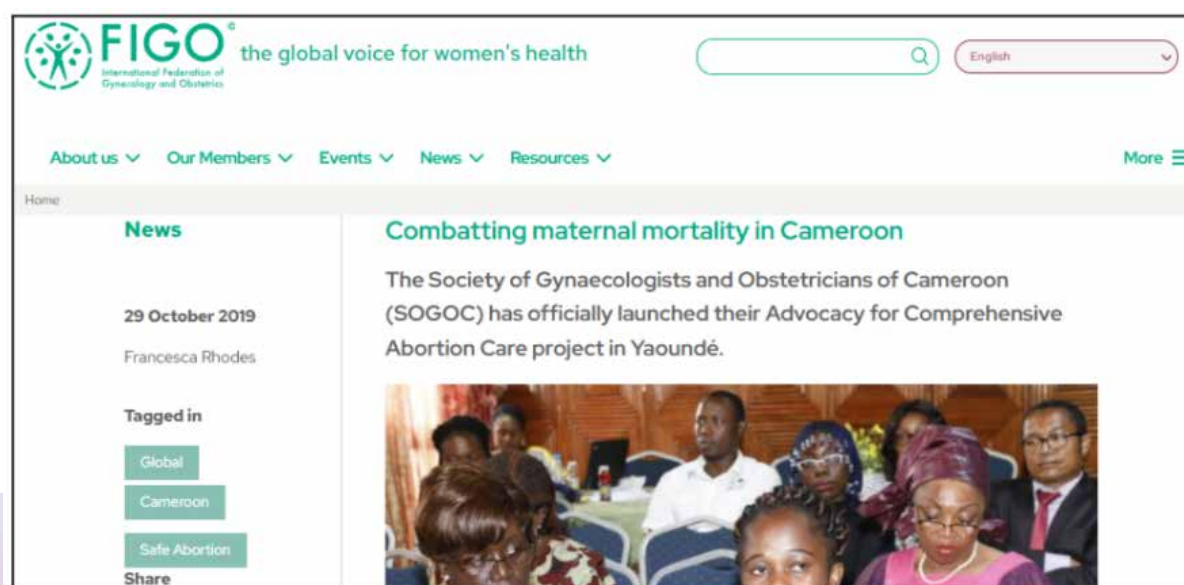 FIGO
©
International Federation of
Gynecology and Obstetrics
the global voice for women's health
English
About us
Our Members
Events
News
Resources
More
Home
News
29 October 2019
Francesca Rhodes
Tagged in
Global
Cameroon
Safe Abortion
Share
Combatting maternal mortality in Cameroon
The Society of Gynaecologists and Obstetricians of Cameroon
(SOGOC) has officially launched their Advocacy for Comprehensive
Abortion Care project in Yaoundé.